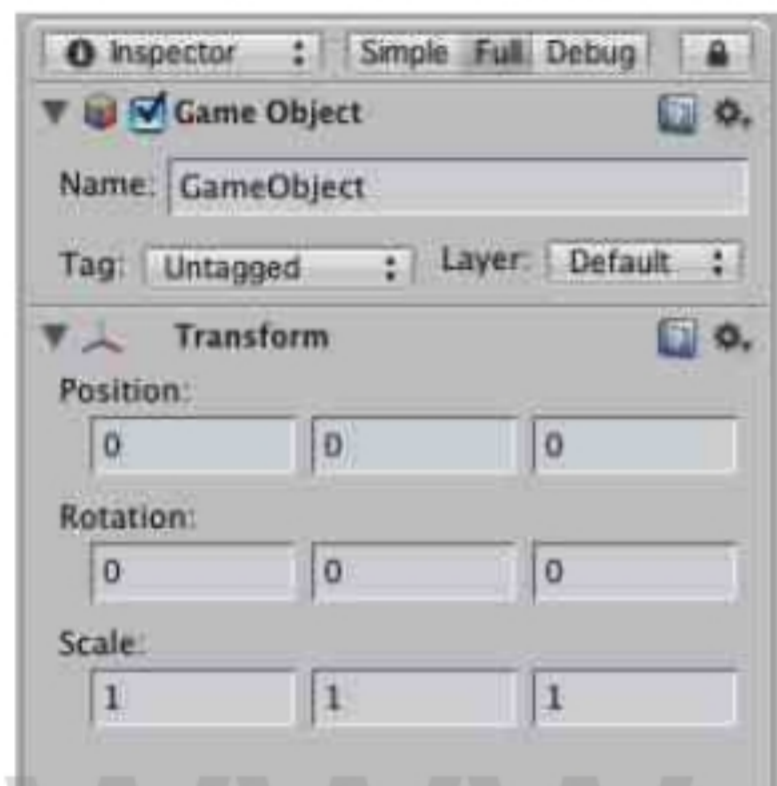 Inspector Simple Full Debug
Game Object
Name: GameObject
Tag: Untagged Layer: Default
Transform
Position:
0 0 0
Rotation:
0 0 0
Scale:
1 1 1